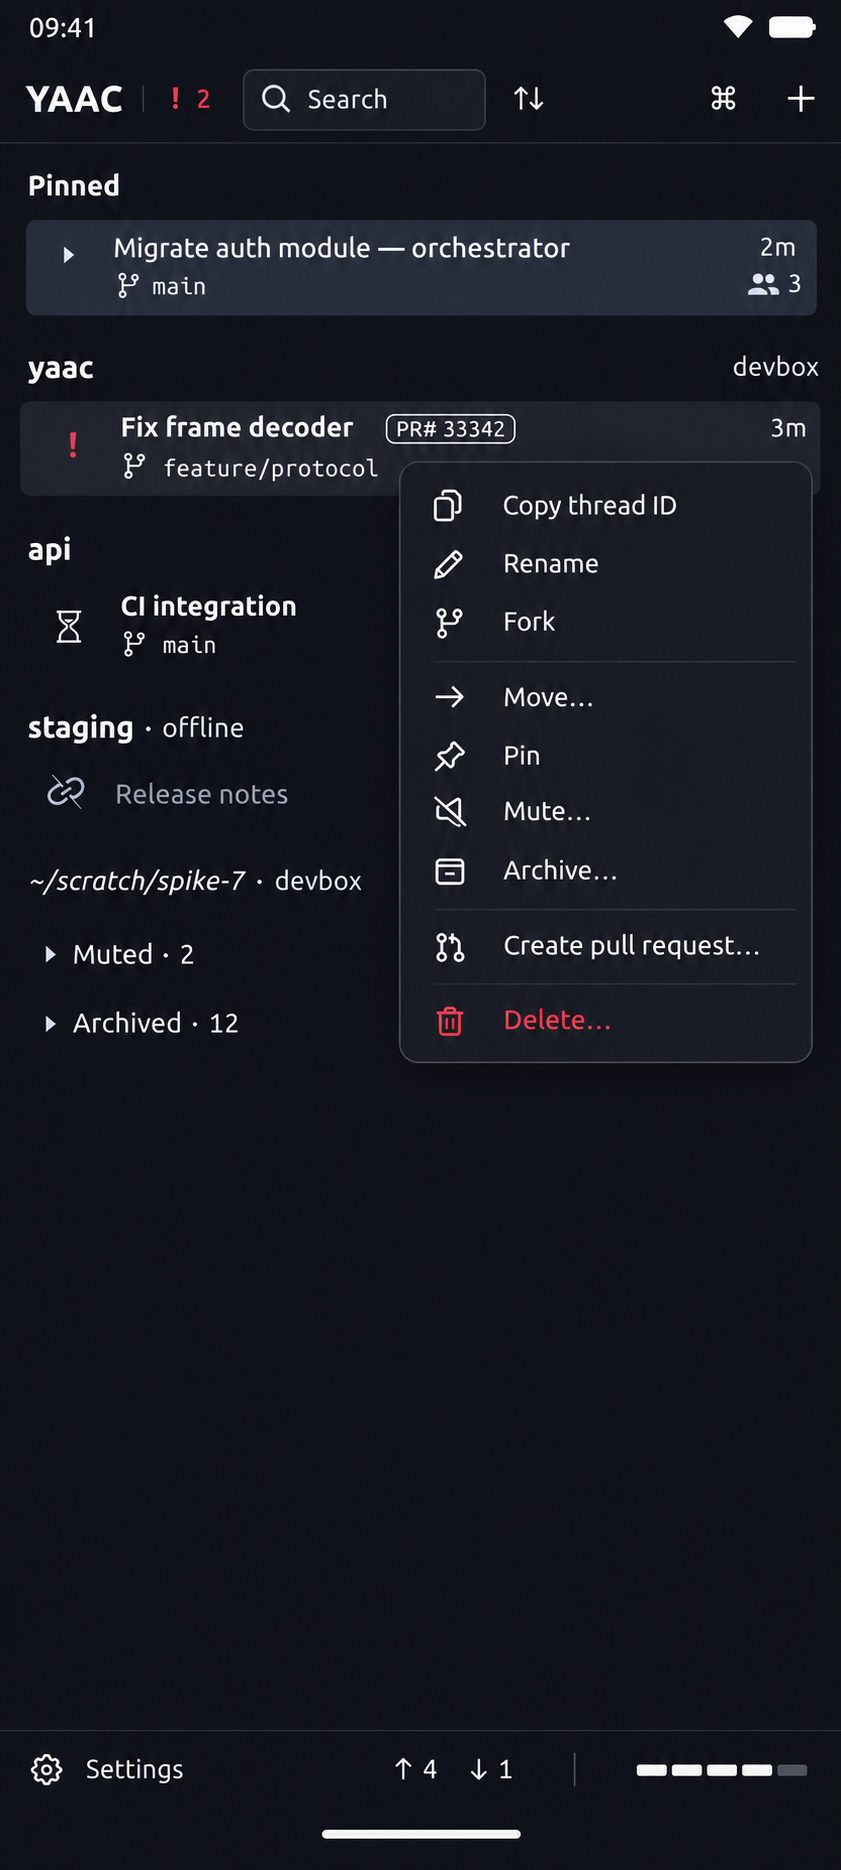 09:41
YAAC ! 2 Search
Pinned
Migrate auth module — orchestrator 2m
main 3
yaac devbox
! Fix frame decoder PR# 33342 3m
feature/protocol
Copy thread ID
Rename
Fork
Move…
Pin
Mute…
Archive…
Create pull request…
Delete…
api
CI integration
main
staging · offline
Release notes
~/scratch/spike-7 · devbox
Muted · 2
Archived · 12
Settings ↑ 4 ↓ 1